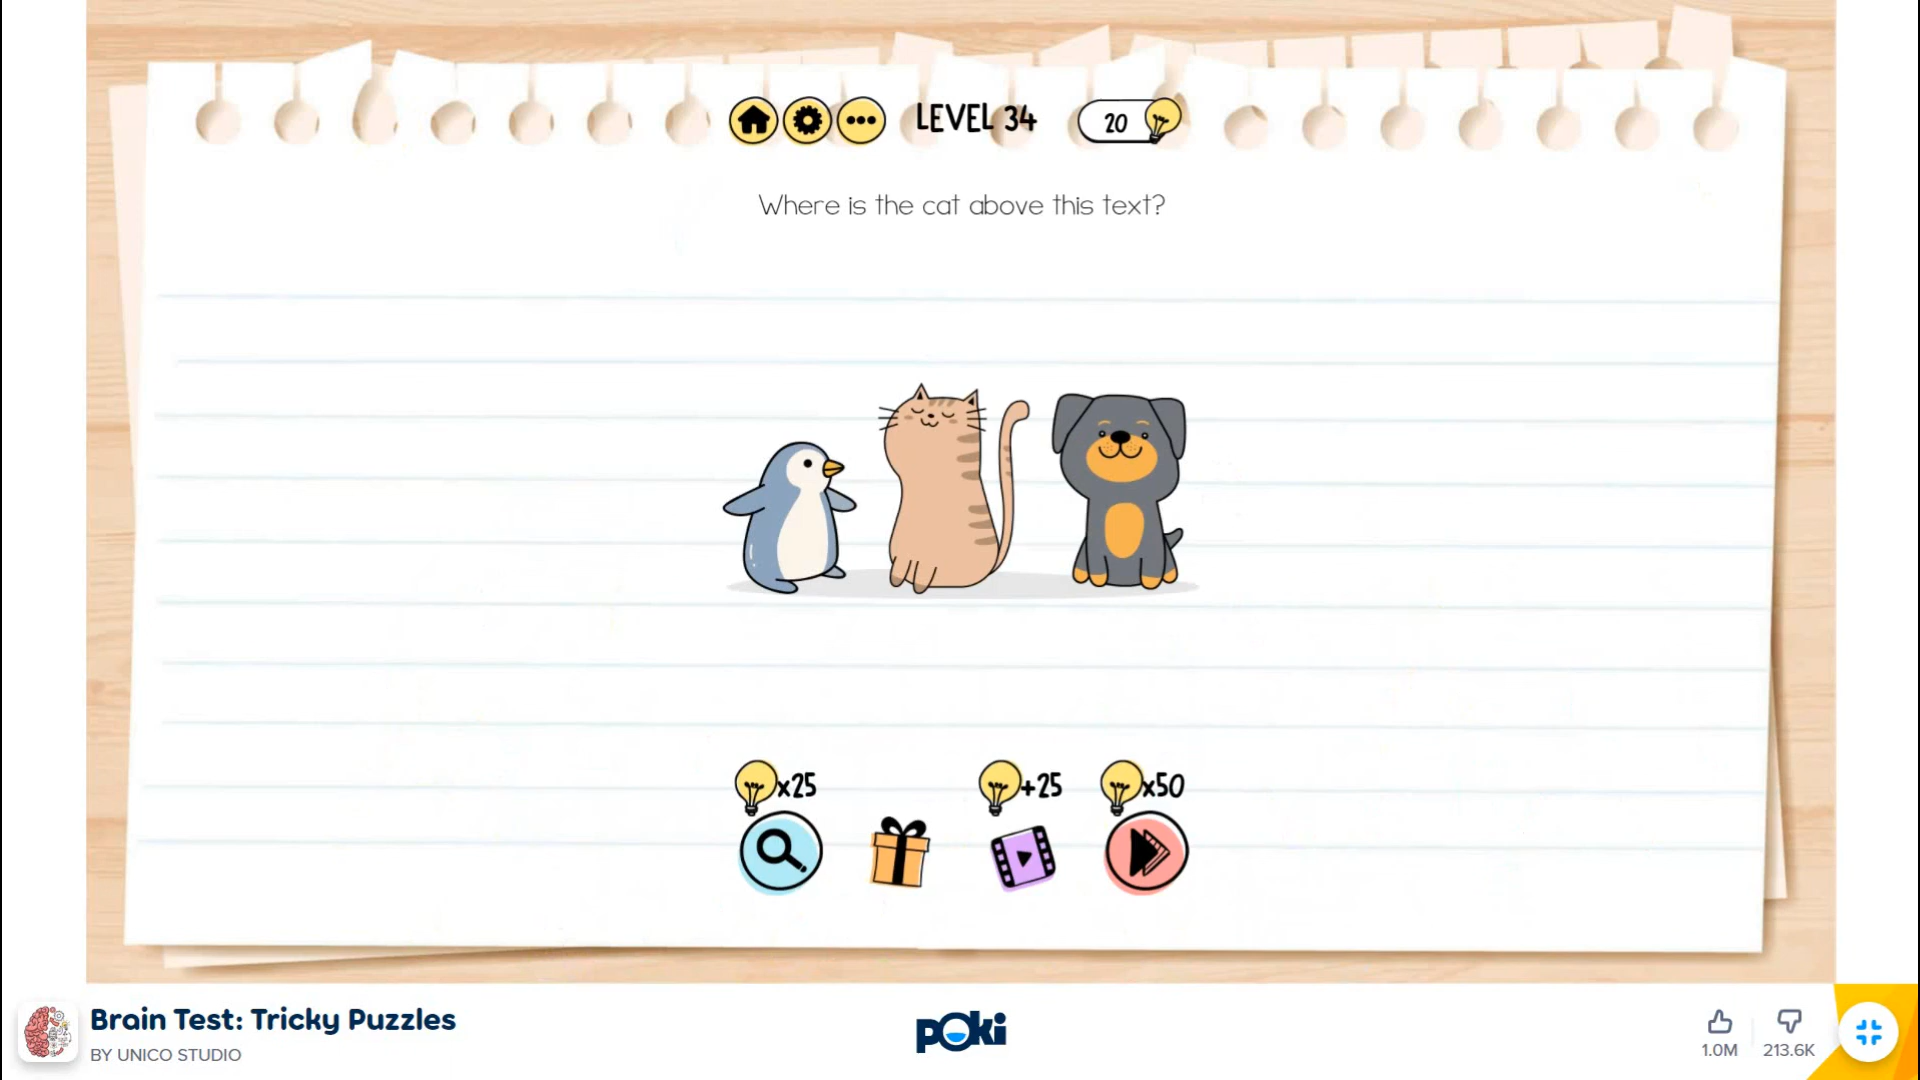 LEVEL 34
20
Where is the cat above this text?
x25
+25
x50
Brain Test: Tricky Puzzles
BY UNICO STUDIO
poki
1.0M
213.6K